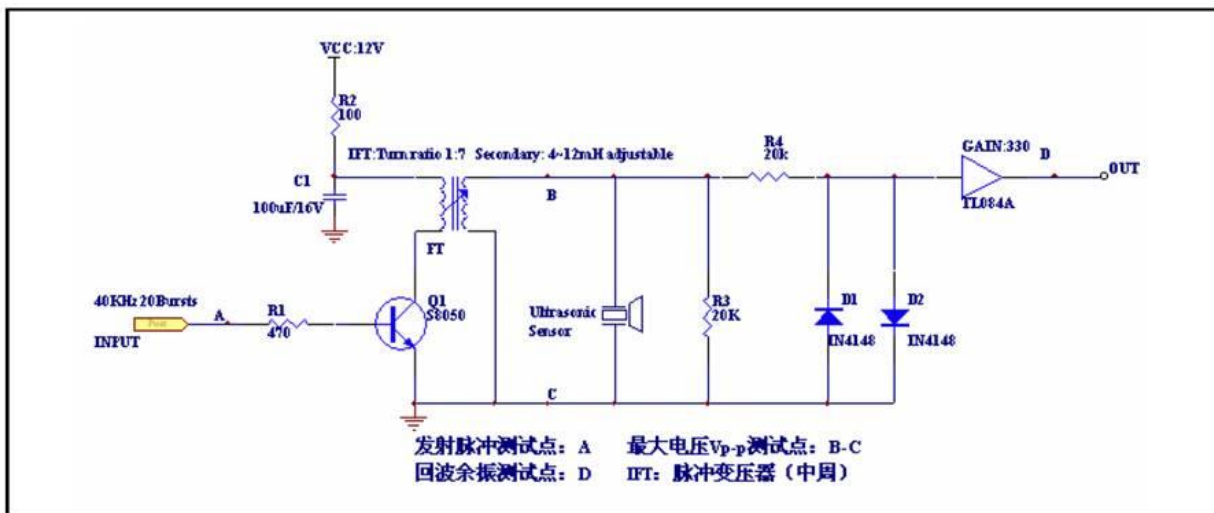 VCC:12V
R2
100
IFT:Turn ratio 1:7 Secondary: 4~12mH adjustable
C1
100uF/16V
FT
B
R4
20k
GAIN:330
D
OUT
TL084A
40KHz 20Bursts
A
R1
470
Port
INPUT
Q1
S8050
Ultrasonic
Sensor
R3
20K
D1
IN4148
D2
IN4148
C
发射脉冲测试点：A 最大电压Vp-p测试点：B-C
回波余振测试点：D IFT：脉冲变压器（中周）